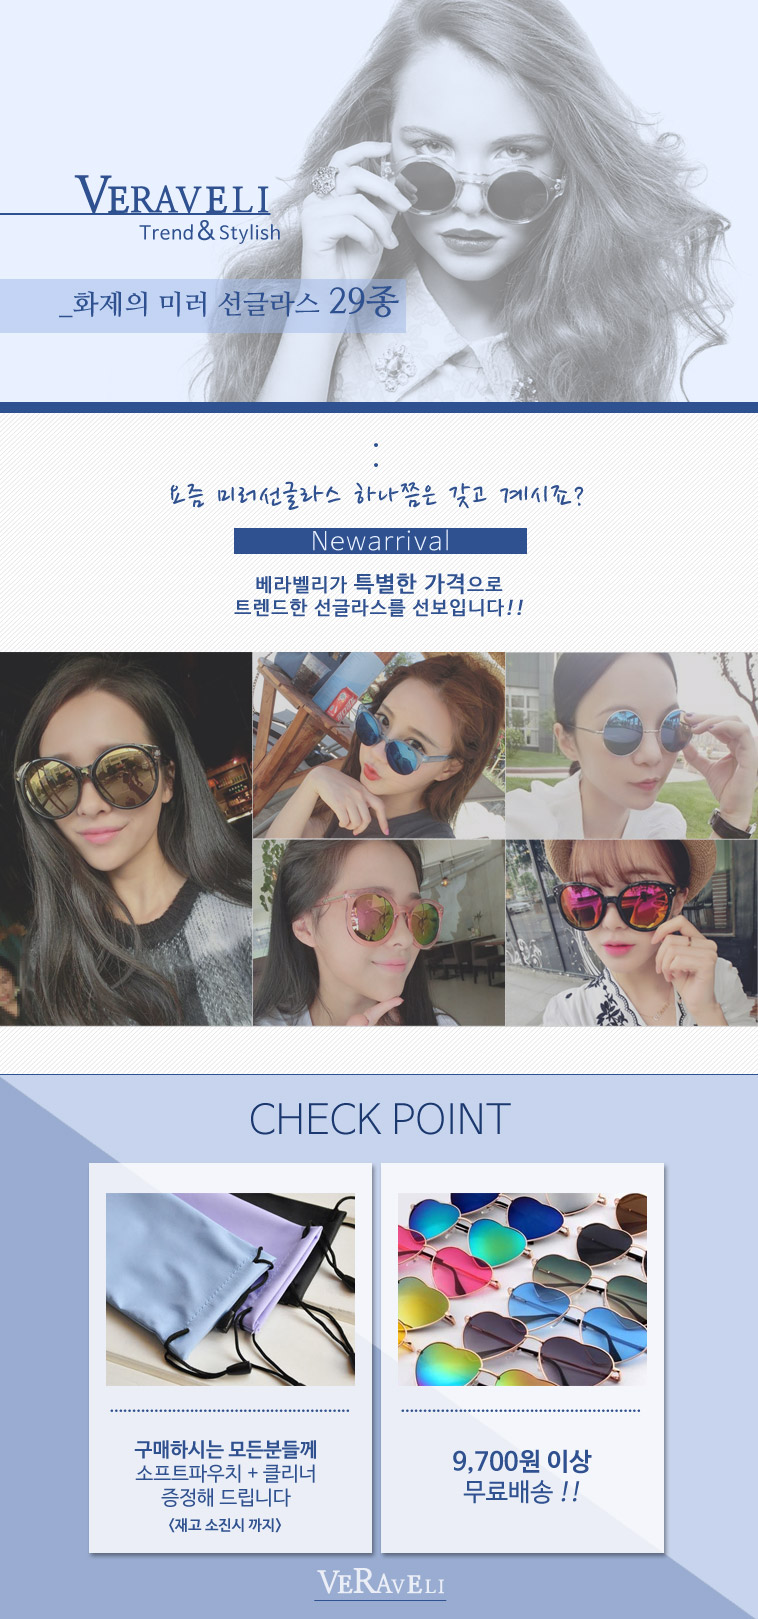 VERAVELI
Trend & Stylish
_화제의 미러 선글라스 29종
요즘 미러선글라스 하나쯤은 갖고 계시죠?
Newarrival
베라벨리가 특별한 가격으로
트렌드한 선글라스를 선보입니다!!
CHECK POINT
구매하시는 모든분들께
소프트파우치 + 클리너
증정해 드립니다
<재고 소진시 까지>
9,700원 이상
무료배송 !!
VERAVELI